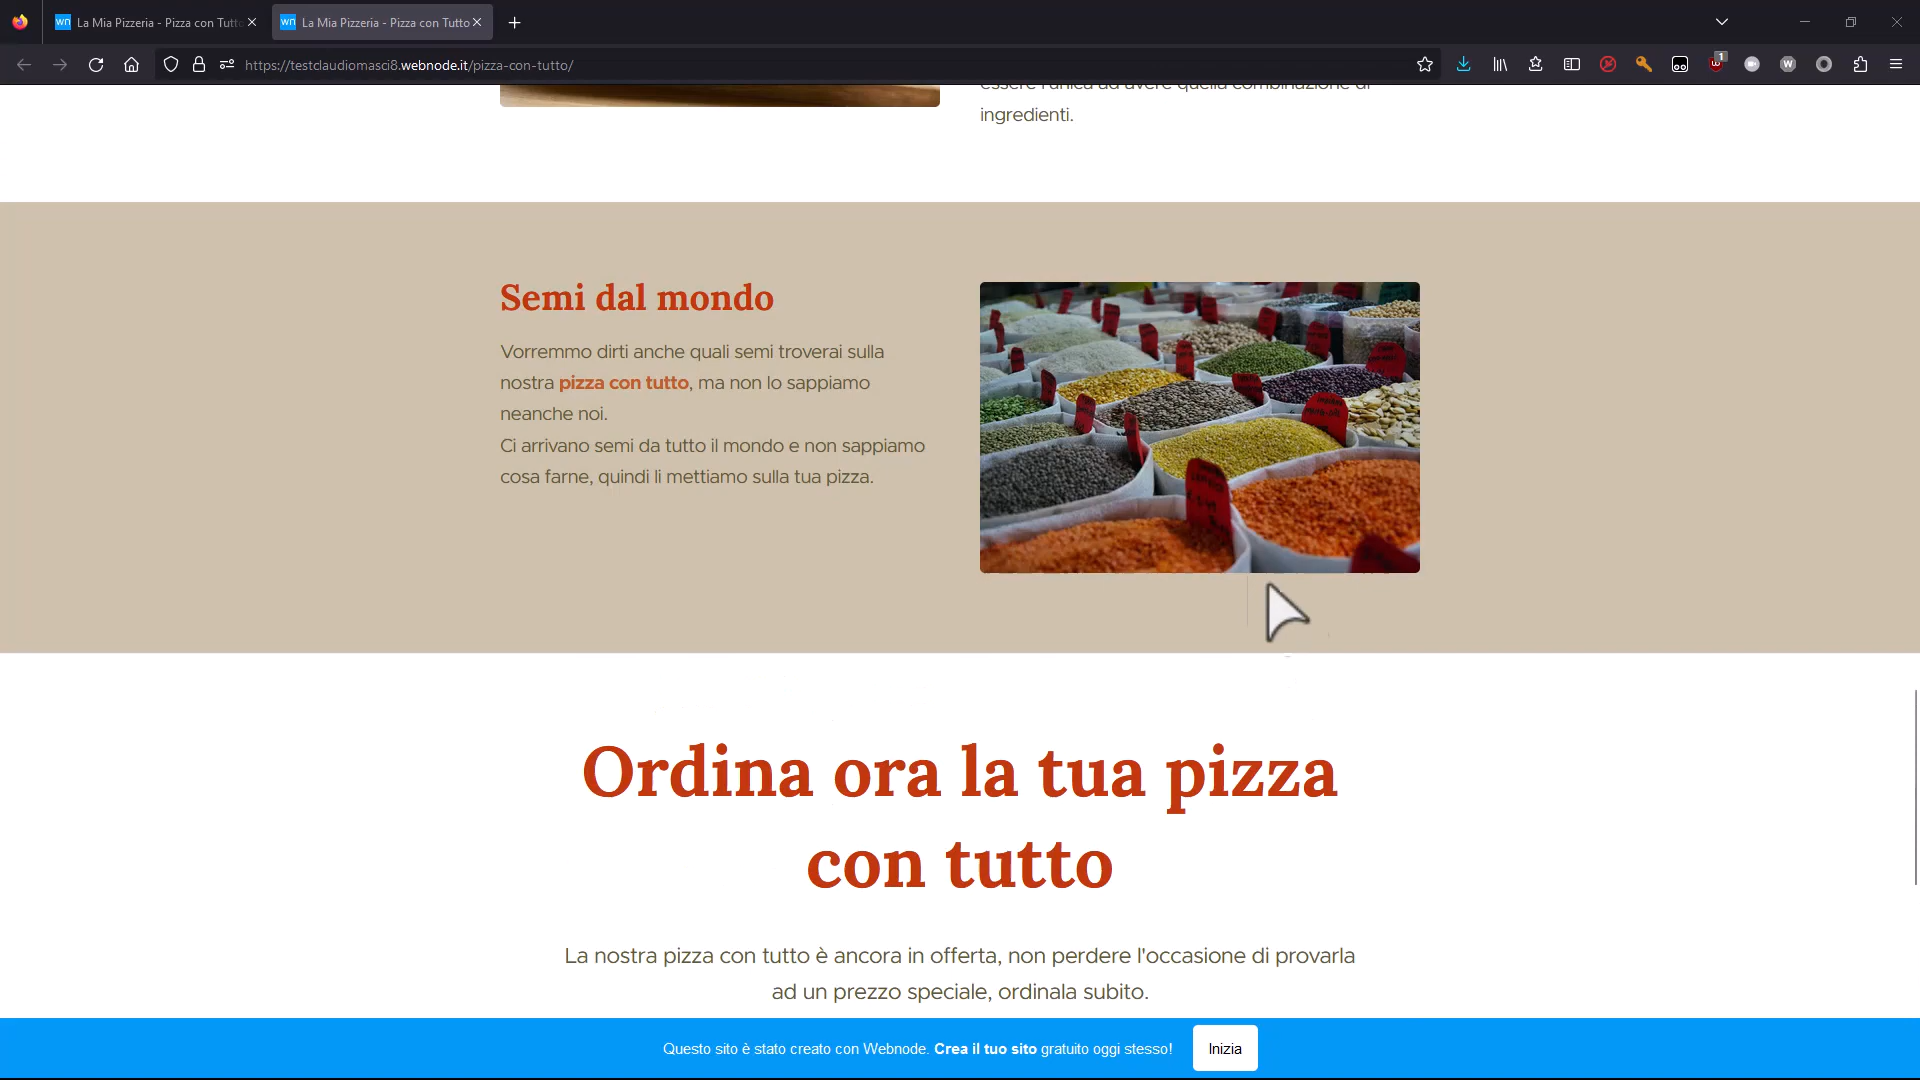 La Mia Pizzeria - Pizza con Tutto
La Mia Pizzeria - Pizza con Tutto
https://testclaudiomasci8.webnode.it/pizza-con-tutto/
1
essere l'unica ad avere quella combinazione di
ingredienti.
Semi dal mondo
Vorremmo dirti anche quali semi troverai sulla
nostra pizza con tutto, ma non lo sappiamo
neanche noi.
Ci arrivano semi da tutto il mondo e non sappiamo
cosa farne, quindi li mettiamo sulla tua pizza.
Ordina ora la tua pizza
con tutto
La nostra pizza con tutto è ancora in offerta, non perdere l'occasione di provarla
ad un prezzo speciale, ordinala subito.
Questo sito è stato creato con Webnode. Crea il tuo sito gratuito oggi stesso!
Inizia